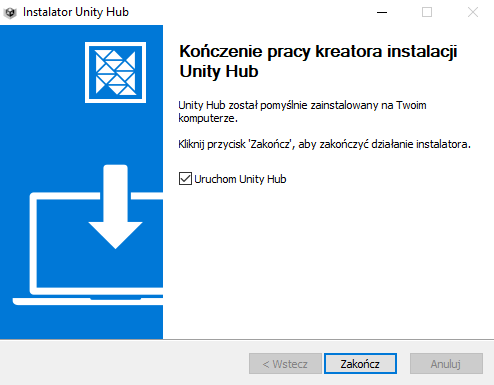 Instalator Unity Hub
Kończenie pracy kreatora instalacji
Unity Hub
Unity Hub został pomyślnie zainstalowany na Twoim
komputerze.
Kliknij przycisk 'Zakończ', aby zakończyć działanie instalatora.
Uruchom Unity Hub
< Wstecz
Zakończ
Anuluj